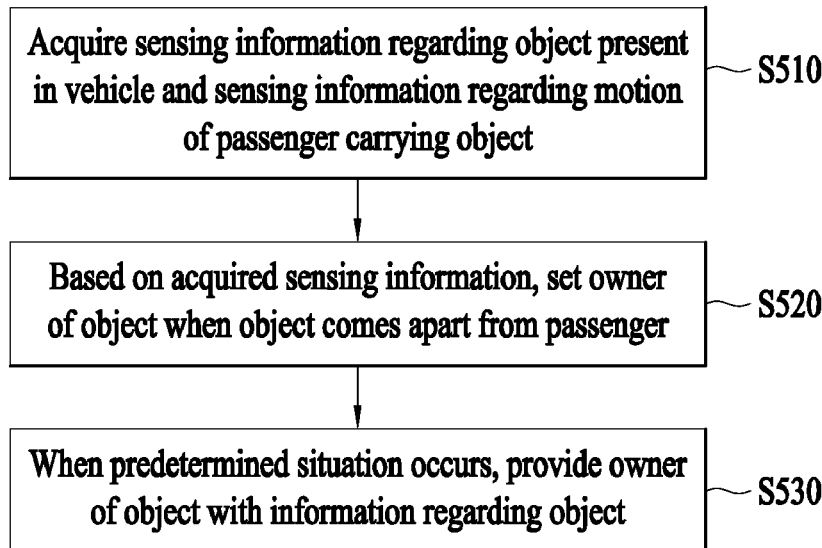 Acquire sensing information regarding object present
in vehicle and sensing information regarding motion
of passenger carrying object
S510
Based on acquired sensing information, set owner
of object when object comes apart from passenger
S520
When predetermined situation occurs, provide owner
of object with information regarding object
S530